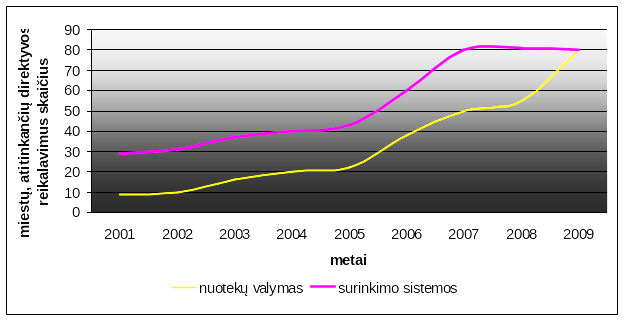 miestų, atitinkančių direktyvos
reikalavimus skaičius
90
80
70
60
50
40
30
20
10
0
2001 2002 2003 2004 2005 2006 2007 2008 2009
metai
nuotekų valymas surinkimo sistemos